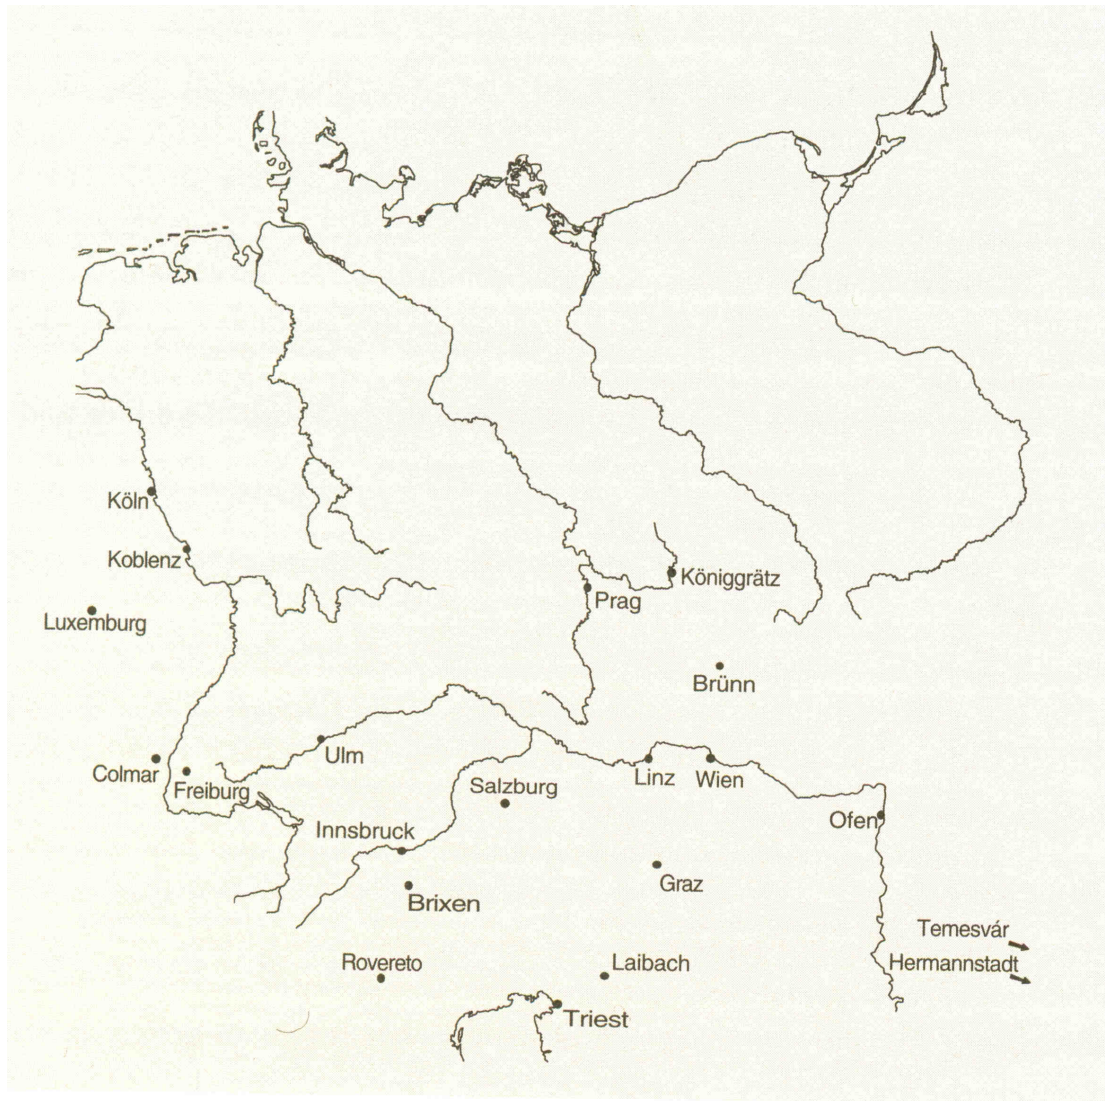 Köln
Koblenz
Königgrätz
Prag
Luxemburg
Brünn
Ulm
Colmar
Freiburg
Salzburg
Linz
Wien
Innsbruck
Ofen
Graz
Brixen
Temesvár
Rovereto
Laibach
Hermannstadt
Triest